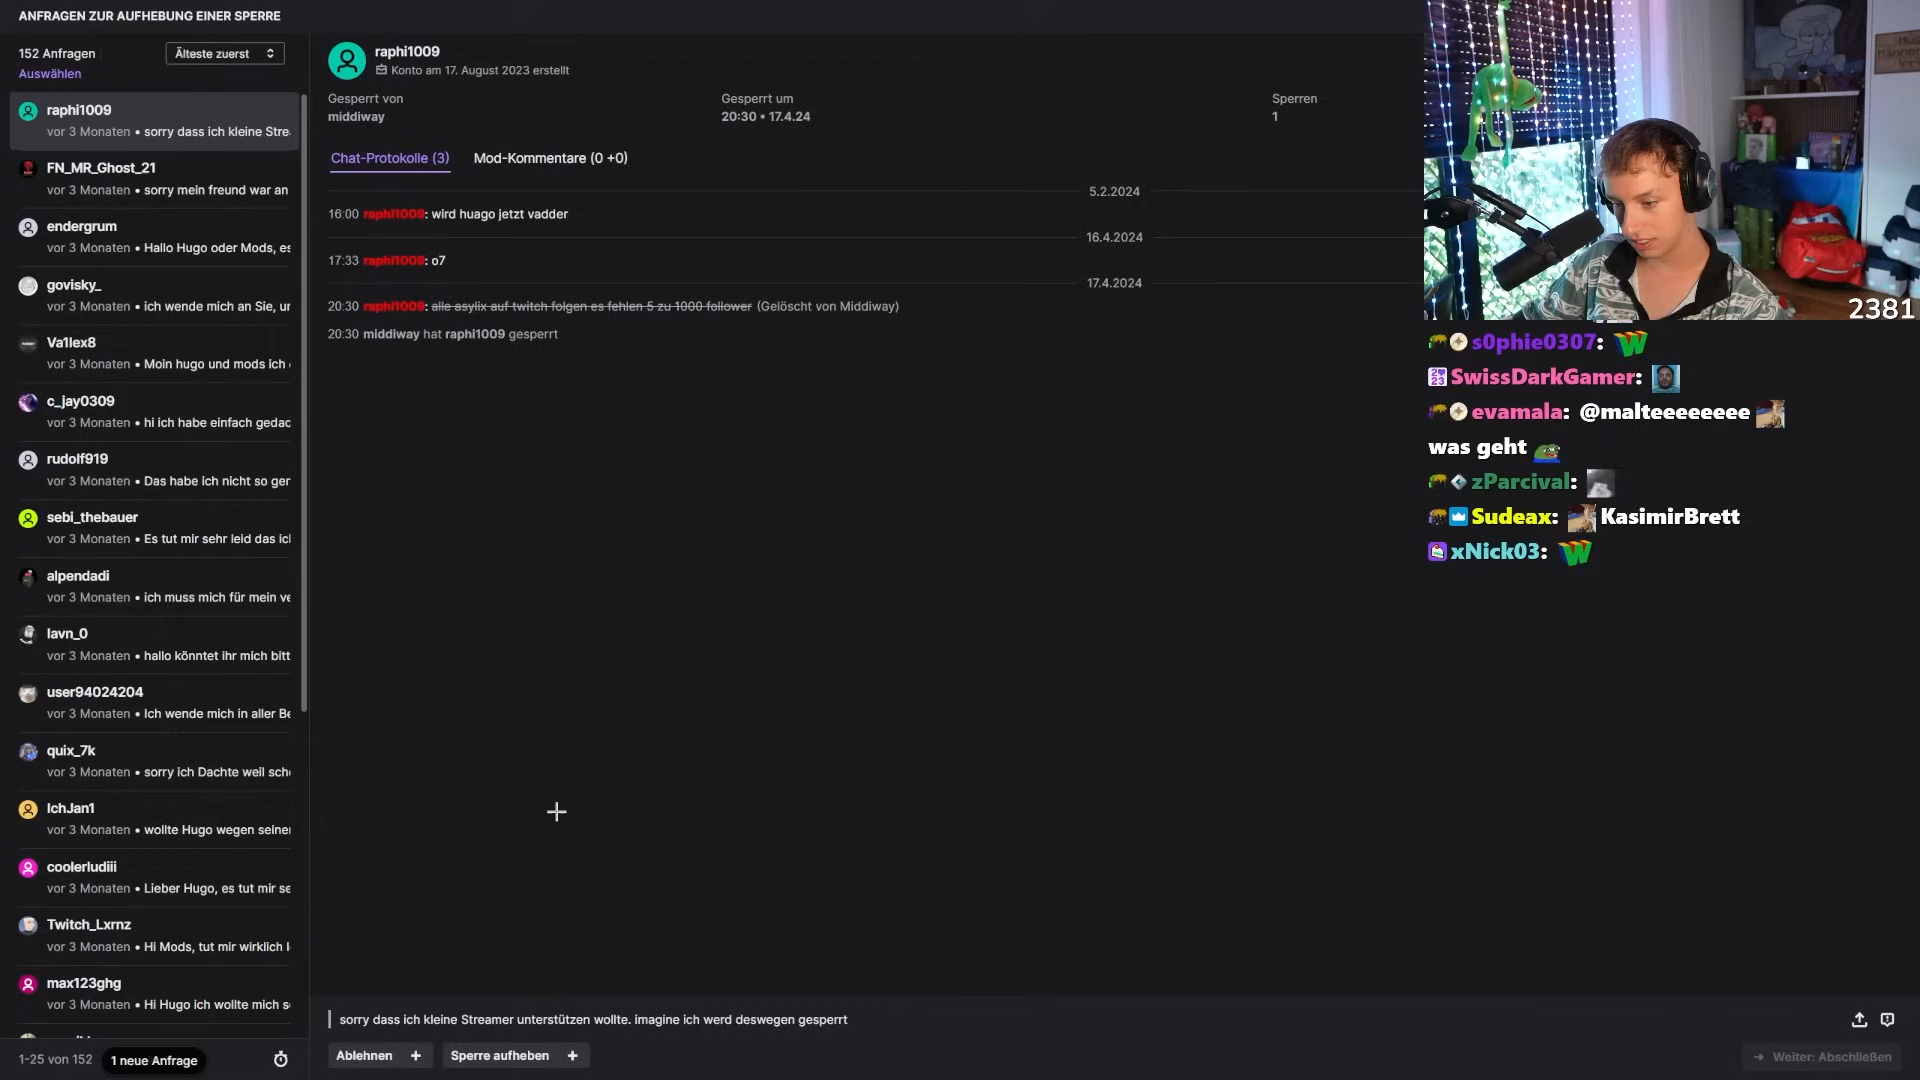 ANFRAGEN ZUR AUFHEBUNG EINER SPERRE
152 Anfragen
Älteste zuerst
Auswählen
raphi1009
vor 3 Monaten • sorry dass ich kleine Stre
FN_MR_Ghost_21
vor 3 Monaten • sorry mein freund war an
endergrum
vor 3 Monaten • Hallo Hugo oder Mods, es
govisky_
vor 3 Monaten • ich wende mich an Sie, ur
Va1lex8
vor 3 Monaten • Moin hugo und mods ich
c_jay0309
vor 3 Monaten • hi ich habe einfach gedac
rudolf919
vor 3 Monaten • Das habe ich nicht so ger
sebi_thebauer
vor 3 Monaten • Es tut mir sehr leid das icl
alpendadi
vor 3 Monaten • ich muss mich für mein ve
lavn_0
vor 3 Monaten • hallo könntet ihr mich bitt
user94024204
vor 3 Monaten • Ich wende mich in aller Be
quix_7k
vor 3 Monaten • sorry ich Dachte weil sch
IchJan1
vor 3 Monaten • wollte Hugo wegen seiner
coolerludiii
vor 3 Monaten • Lieber Hugo, es tut mir se
Twitch_Lxrnz
vor 3 Monaten • Hi Mods, tut mir wirklich l
max123ghg
vor 3 Monaten • Hi Hugo ich wollte mich s
1-25 von 152
1 neue Anfrage
raphi1009
Konto am 17. August 2023 erstellt
Gesperrt von
middiway
Gesperrt um
20:30 • 17.4.24
Sperren
1
Chat-Protokolle (3)
Mod-Kommentare (0 +0)
5.2.2024
16:00 raphi1009: wird huago jetzt vadder
16.4.2024
17:33 raphi1009: o7
17.4.2024
20:30 raphi1009: alle asylix auf twitch folgen es fehlen 5 zu 1000 follower (Gelöscht von Middiway)
20:30 middiway hat raphi1009 gesperrt
sorry dass ich kleine Streamer unterstützen wollte. imagine ich werd deswegen gesperrt
Ablehnen
Sperre aufheben
Weiter: Abschließen
2381
s0phie0307: W
SwissDarkGamer:
evamala: @malteeeeeeee
was geht
zParcival:
Sudeax: KasimirBrett
xNick03: W